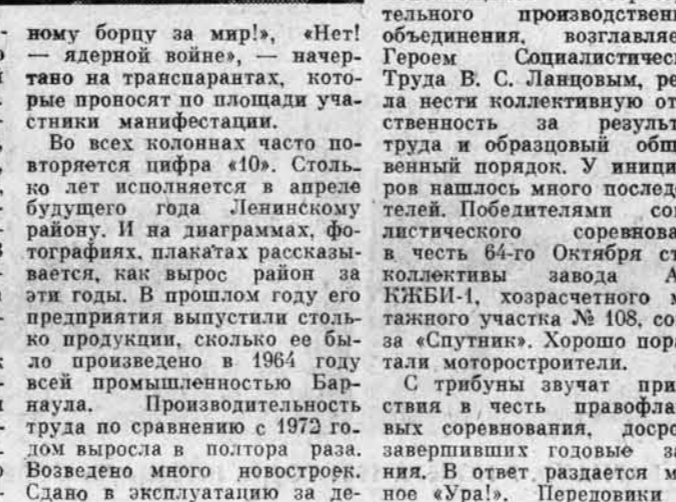 ному борцу за мир!», «Нет!
— ядерной войне», — начер-
тано на транспарантах, кото-
рые проносят по площади уча-
стники манифестации.
Во всех колоннах часто по-
вторяется цифра «10». Столь-
ко лет исполняется в апреле
будущего года Ленинскому
району. И на диаграммах, фо-
тографиях, плакатах рассказы-
вается, как вырос район за
эти годы. В прошлом году его
предприятия выпустили столь-
ко продукции, сколько ее бы-
ло произведено в 1964 году
всей промышленностью Бар-
наула. Производительность
труда по сравнению с 1972 го-
дом выросла в полтора раза.
Возведено много новостроек.
Сдано в эксплуатацию за де-
тельного производствен
объединения, возглавляе
Героем Социалистичес
Труда В. С. Ланцовым, ре
ла нести коллективную от
ственность за результ
труда и образцовый общ
венный порядок. У иници
ров нашлось много послед
телей. Победителями со
листического соревнова
в честь 64-го Октября ст
коллективы завода А
КЖБИ-1, хозрасчетного м
тажного участка № 108, со
за «Спутник». Хорошо пора
тали моторостроители.
С трибуны звучат при
ствия в честь правофла
вых соревнования, доср
завершивших годовые за
ния. В ответ раздается м
ное «Ура!». Передовики